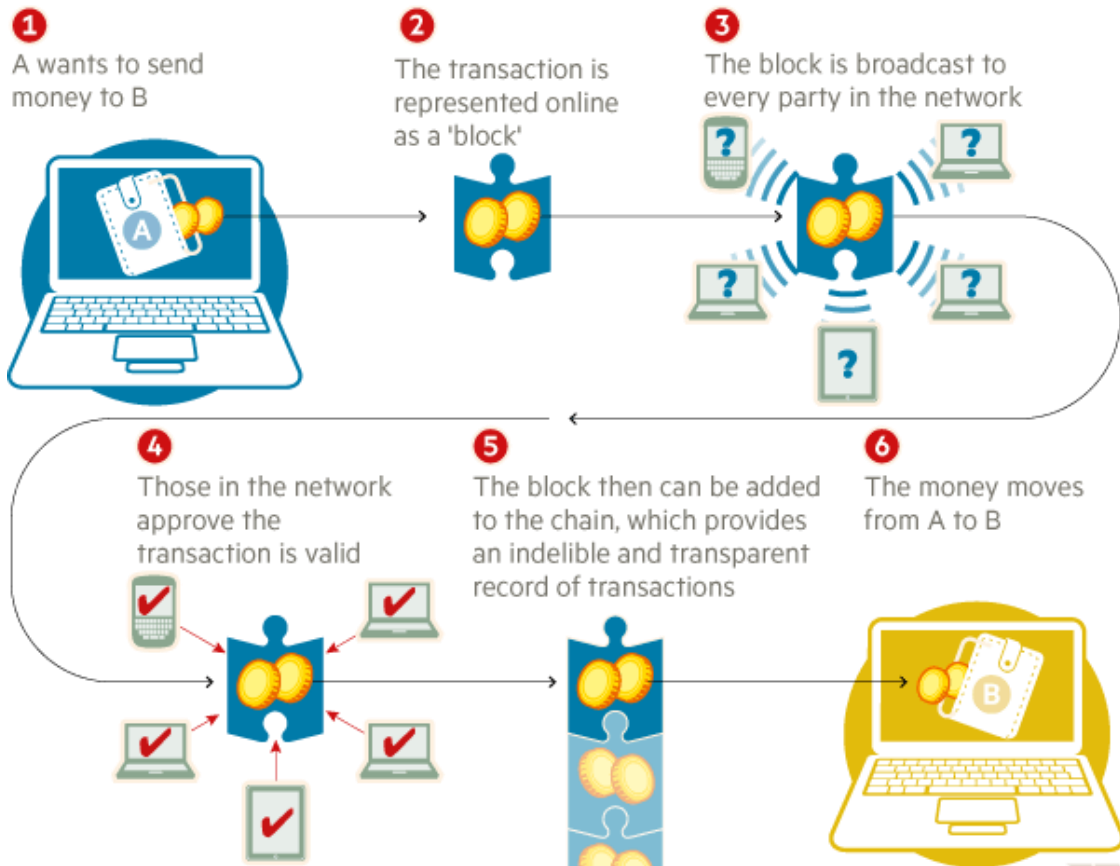 1
A wants to send
money to B
2
The transaction is
represented online
as a 'block'
3
The block is broadcast to
every party in the network
A
?
?
?
?
?
4
Those in the network
approve the
transaction is valid
5
The block then can be added
to the chain, which provides
an indelible and transparent
record of transactions
6
The money moves
from A to B
B